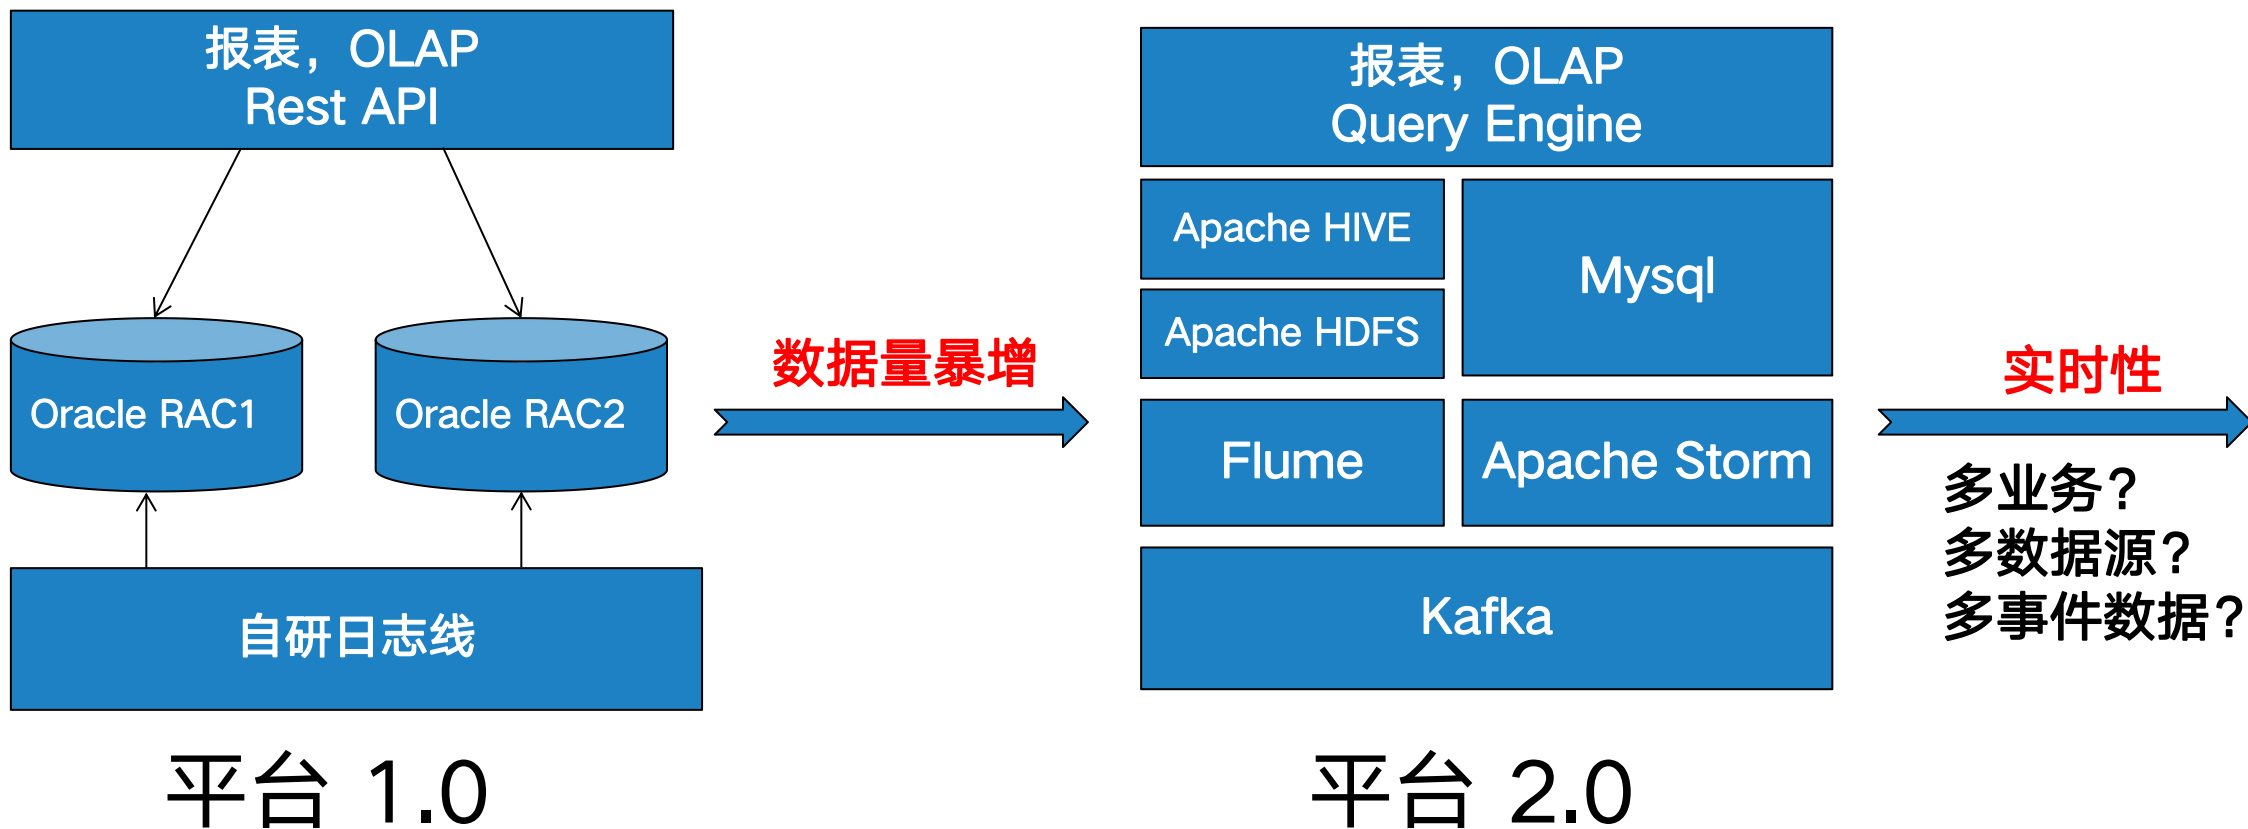 报表，OLAP
Rest API
Oracle RAC1
Oracle RAC2
自研日志线
平台 1.0
数据量暴增
报表，OLAP
Query Engine
Apache HIVE
Mysql
Apache HDFS
Flume
Apache Storm
Kafka
平台 2.0
实时性
多业务？
多数据源？
多事件数据？